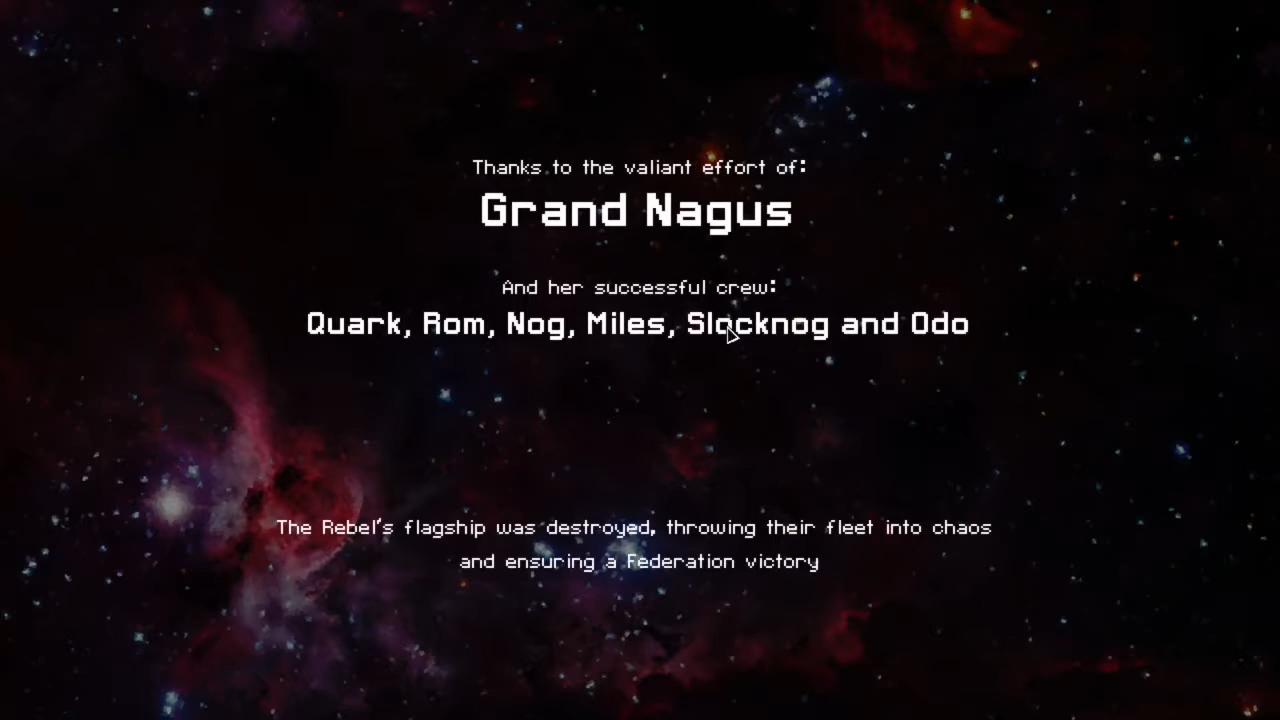 Thanks to the valiant effort of:
Grand Nagus
And her successful crew:
Quark, Rom, Nog, Miles, Slocknog and Odo
The Rebel's flagship was destroyed, throwing their fleet into chaos
and ensuring a Federation victory